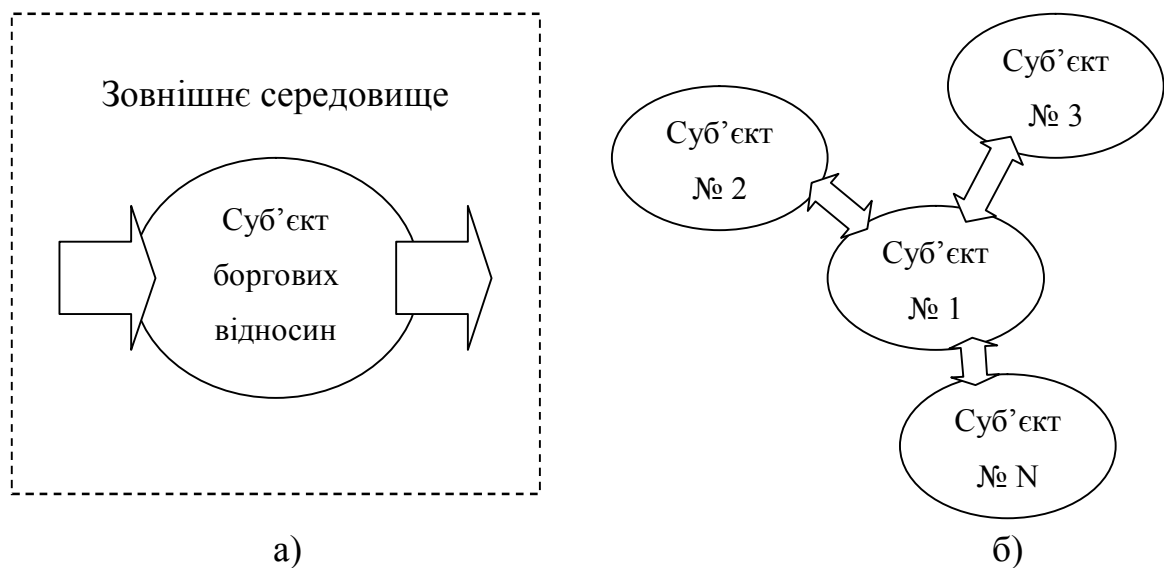 Зовнішнє середовище
Суб’єкт
боргових
відносин
а)
Суб’єкт
№ 3
Суб’єкт
№ 2
Суб’єкт
№ 1
Суб’єкт
№ N
б)